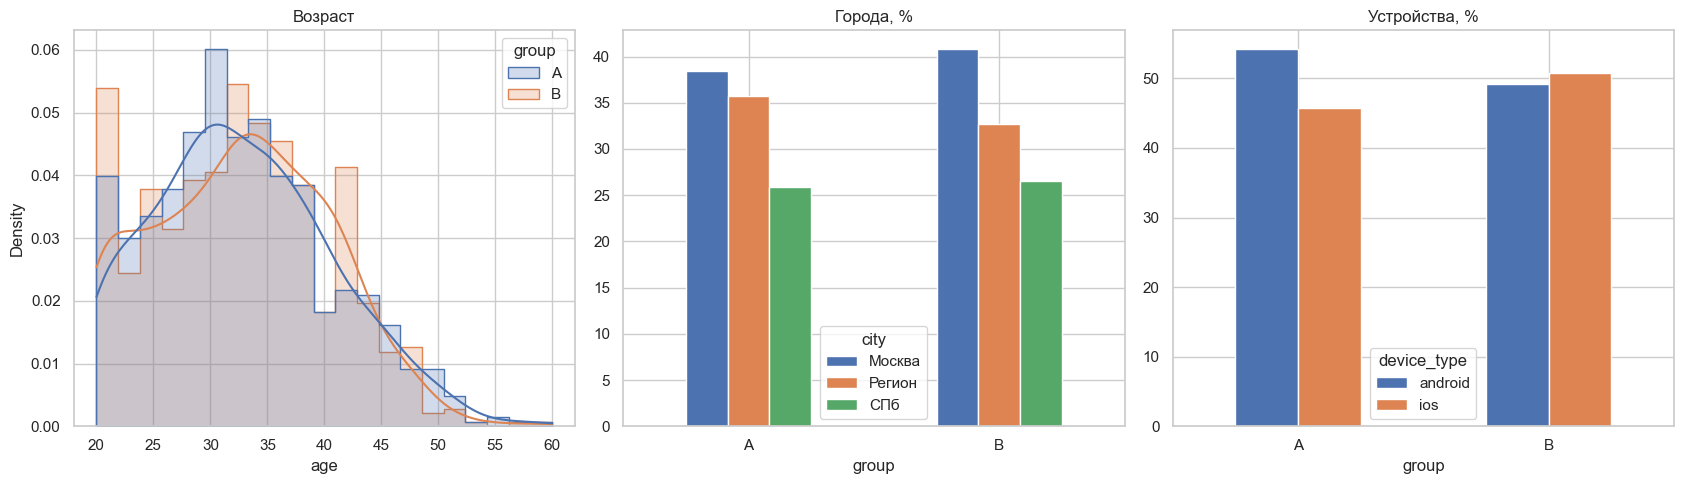 Возраст
group
A
B
0.06
0.05
0.04
0.03
0.02
0.01
0.00
Density
20 25 30 35 40 45 50 55 60
age
Города, %
40
35
30
25
20
15
10
5
0
city
Москва
Регион
СПб
A B
group
Устройства, %
50
40
30
20
10
0
device_type
android
ios
A B
group